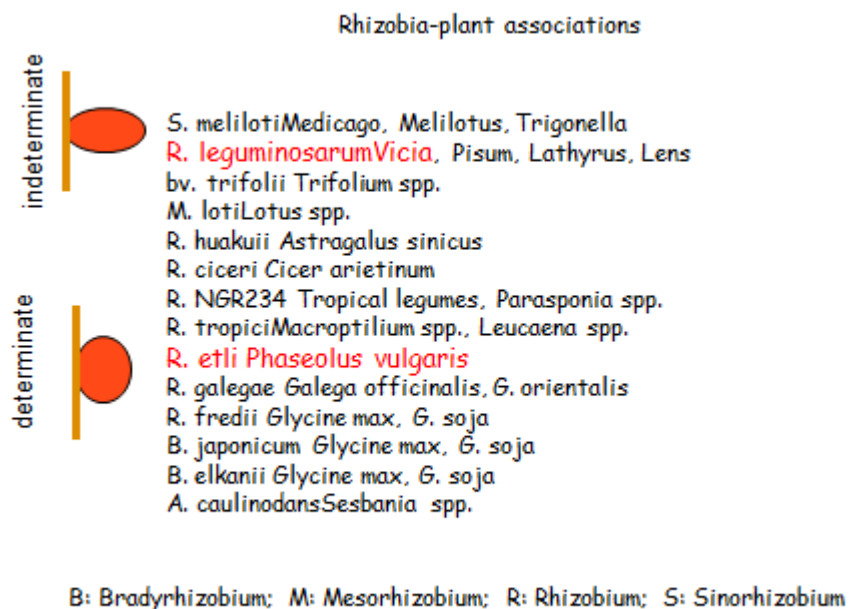 Rhizobia-plant associations
indeterminate
S. melilotiMedicago, Melilotus, Trigonella
R. leguminosarumVicia, Pisum, Lathyrus, Lens
bv. trifolii Trifolium spp.
M. lotiLotus spp.
R. huakuii Astragalus sinicus
R. ciceri Cicer arietinum
R. NGR234 Tropical legumes, Parasponia spp.
R. tropiciMacroptilium spp., Leucaena spp.
determinate
R. etli Phaseolus vulgaris
R. galegae Galega officinalis, G. orientalis
R. fredii Glycine max, G. soja
B. japonicum Glycine max, G. soja
B. elkanii Glycine max, G. soja
A. caulinodansSesbania spp.
B: Bradyrhizobium; M: Mesorhizobium; R: Rhizobium; S: Sinorhizobium